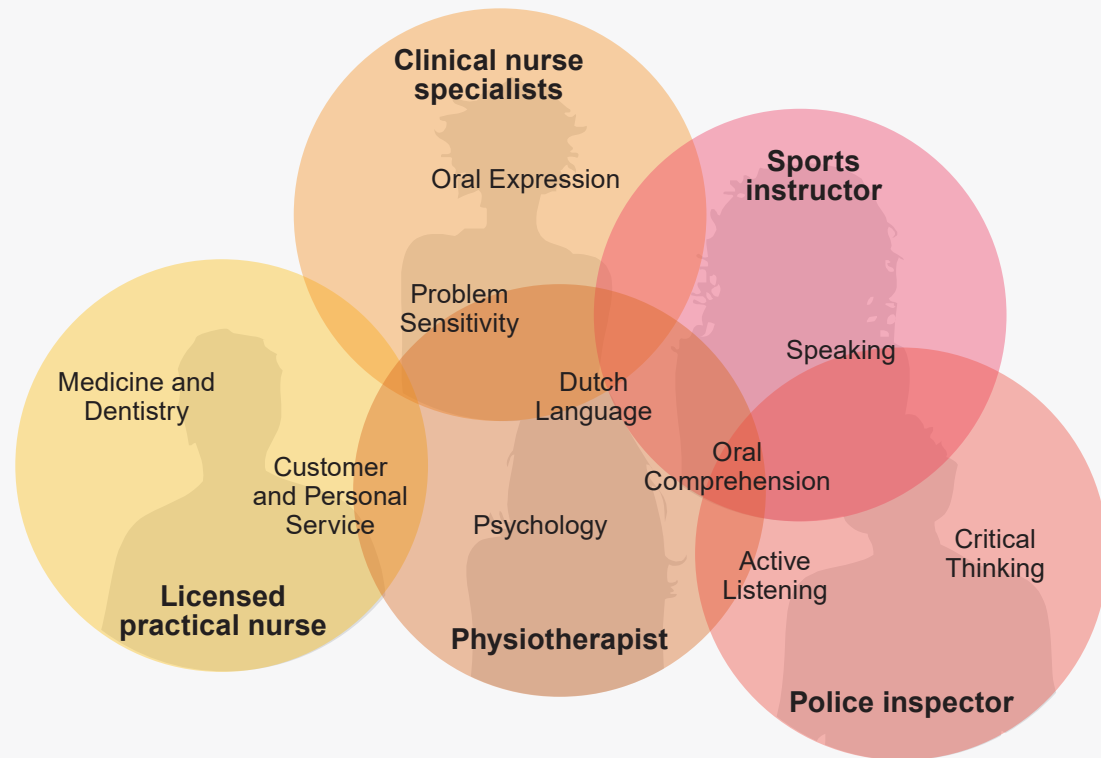 Clinical nurse
specialists
Oral Expression
Sports
instructor
Problem
Sensitivity
Speaking
Medicine and
Dentistry
Dutch
Language
Customer
and Personal
Service
Oral
Comprehension
Psychology
Active
Listening
Critical
Thinking
Licensed
practical nurse
Physiotherapist
Police inspector